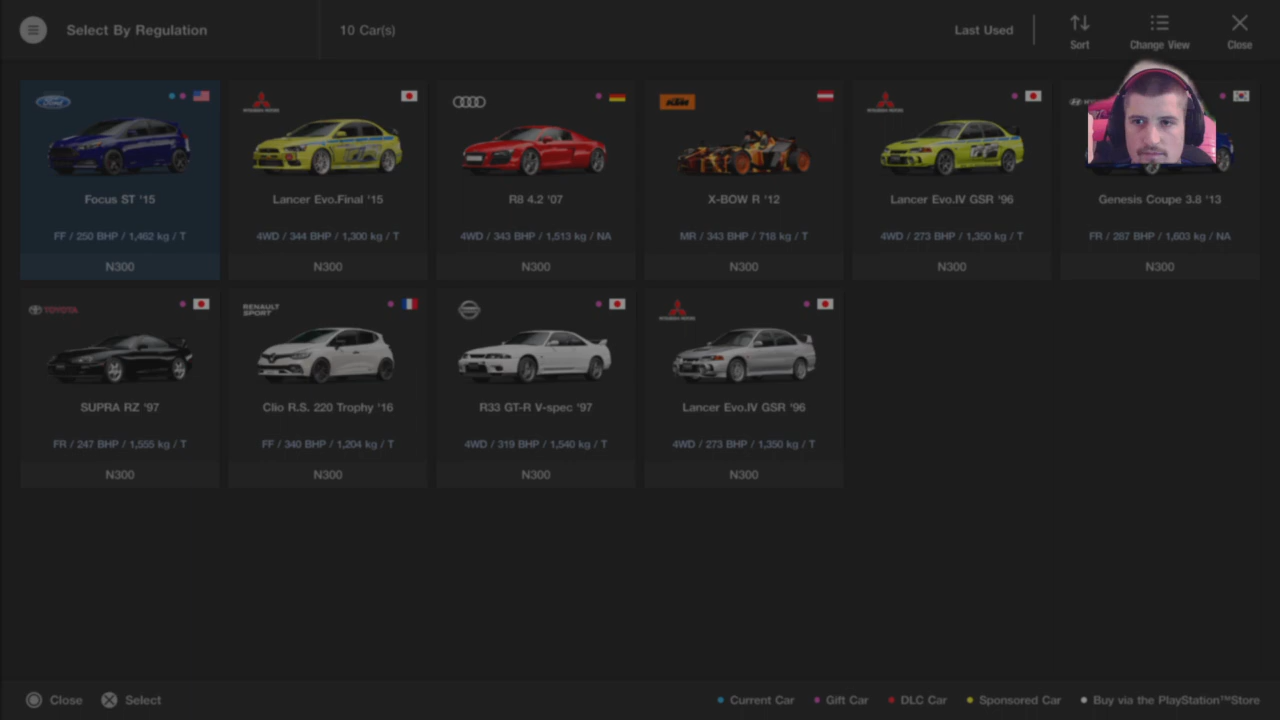 Select By Regulation
10 Car(s)
Last Used
Sort
Change View
Close
Ford
Focus ST '15
FF / 250 BHP / 1,462 kg / T
N300
Lancer Evo.Final '15
4WD / 344 BHP / 1,300 kg / T
N300
R8 4.2 '07
4WD / 343 BHP / 1,513 kg / NA
N300
KTM
X-BOW R '12
MR / 343 BHP / 718 kg / T
N300
Lancer Evo.IV GSR '96
4WD / 273 BHP / 1,350 kg / T
N300
Genesis Coupe 3.8 '13
FR / 287 BHP / 1,603 kg / NA
N300
TOYOTA
SUPRA RZ '97
FR / 247 BHP / 1,555 kg / T
N300
RENAULT
SPORT
Clio R.S. 220 Trophy '16
FF / 340 BHP / 1,204 kg / T
N300
R33 GT-R V-spec '97
4WD / 319 BHP / 1,540 kg / T
N300
Lancer Evo.IV GSR '96
4WD / 273 BHP / 1,350 kg / T
N300
Close
Select
Current Car
Gift Car
DLC Car
Sponsored Car
Buy via the PlayStation™Store